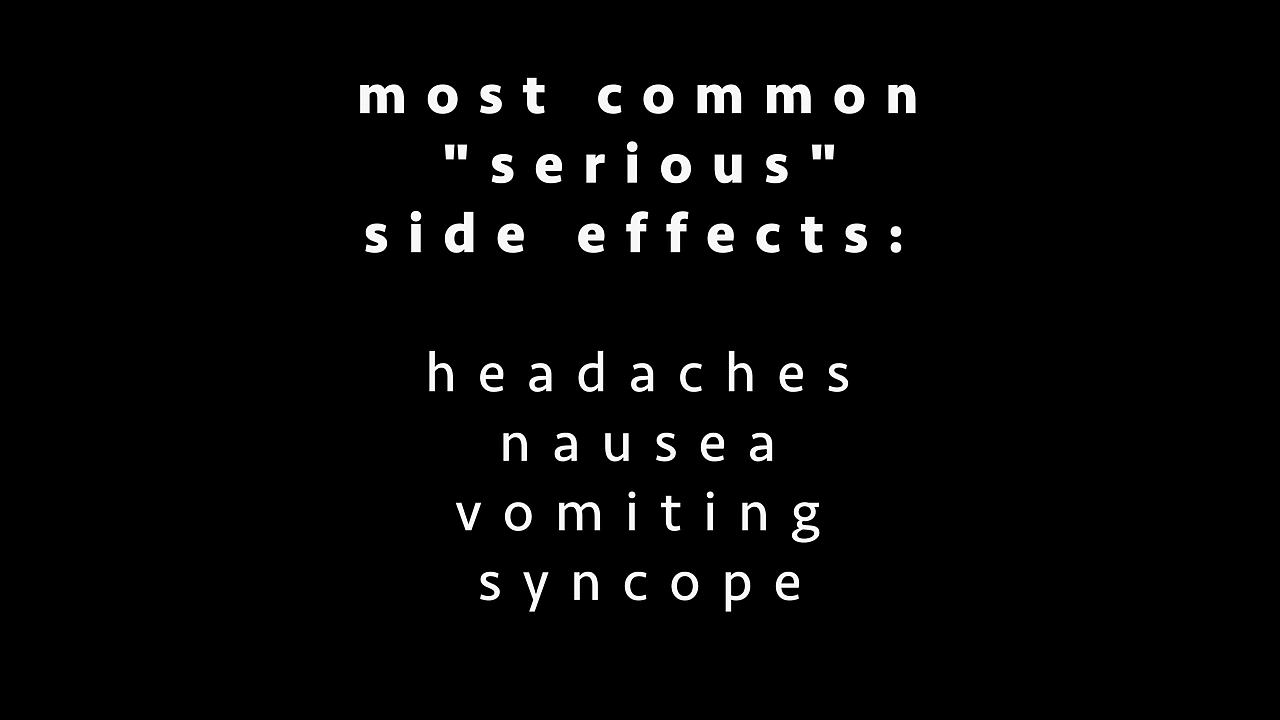 most common
"serious"
side effects:
headaches
nausea
vomiting
syncope